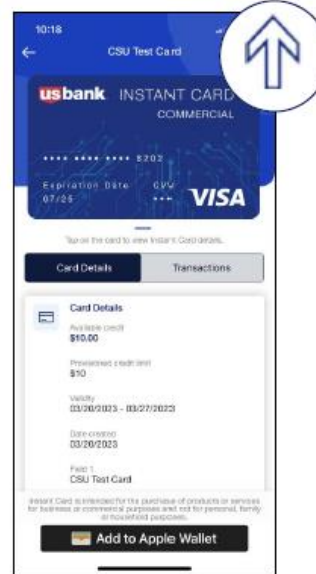 10:18
CSU Test Card
usbank INSTANT CARD
COMMERCIAL
•••• •••• •••• 8202
Expiration Date CVV
07/25 •••
VISA
Tap on the card to view Instant Card details.
Card Details Transactions
Card Details
Available credit
$10.00
Provisioned credit limit
$10
Validity
03/20/2023 - 03/27/2023
Date created
03/20/2023
Field 1
CSU Test Card
Instant Card is intended for the purchase of products or services
for business or commercial purposes and not for personal, family
or household purposes.
Add to Apple Wallet